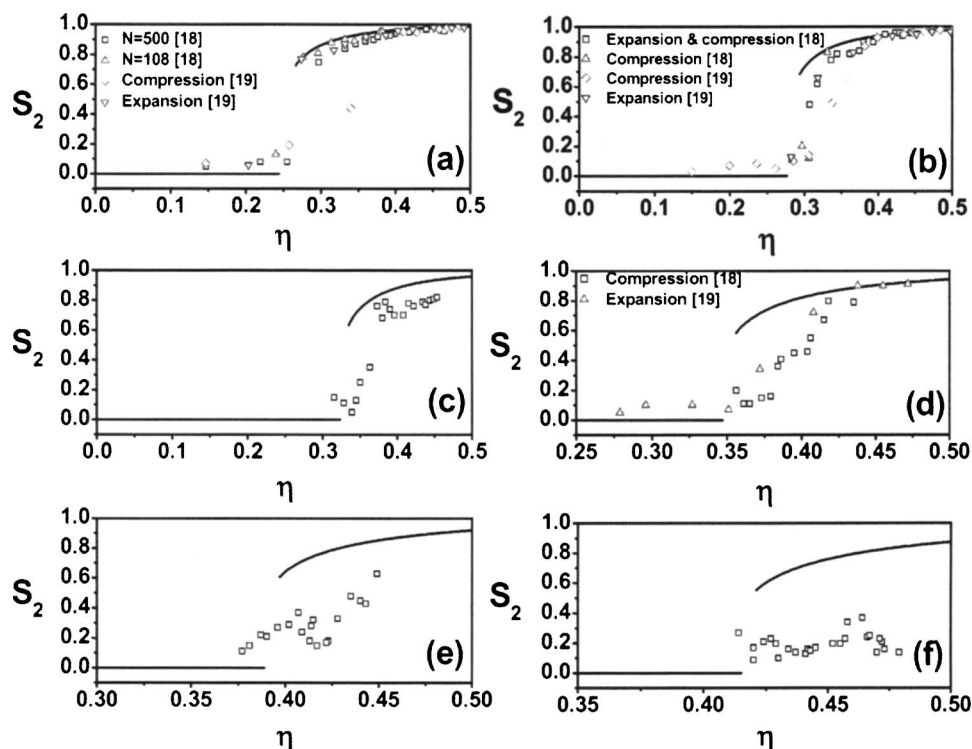 1.0
0.8
0.6
0.4
0.2
0.0
S2
N=500 [18]
N=108 [18]
Compression [19]
Expansion [19]
(a)
0.0 0.1 0.2 0.3 0.4 0.5
η
1.0
0.8
0.6
0.4
0.2
0.0
S2
Expansion & compression [18]
Compression [18]
Compression [19]
Expansion [19]
(b)
0.0 0.1 0.2 0.3 0.4 0.5
η
1.0
0.8
0.6
0.4
0.2
0.0
S2
(c)
0.0 0.1 0.2 0.3 0.4 0.5
η
1.0
0.8
0.6
0.4
0.2
0.0
S2
Compression [18]
Expansion [19]
(d)
0.25 0.30 0.35 0.40 0.45 0.50
η
1.0
0.8
0.6
0.4
0.2
0.0
S2
(e)
0.30 0.35 0.40 0.45 0.50
η
1.0
0.8
0.6
0.4
0.2
0.0
S2
(f)
0.35 0.40 0.45 0.50
η